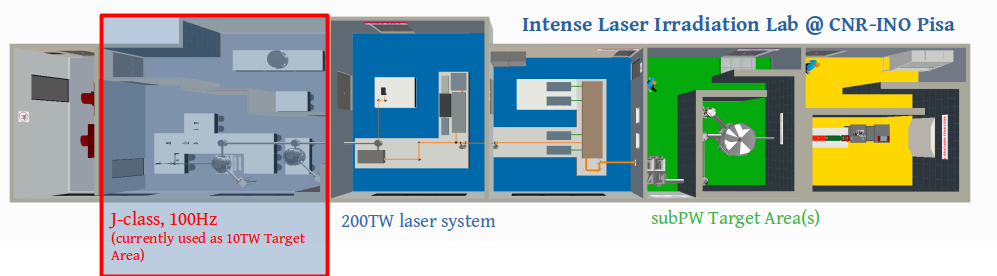 Intense Laser Irradiation Lab @ CNR-INO Pisa
J-class, 100Hz
(currently used as 10TW Target
Area)
200TW laser system
subPW Target Area(s)